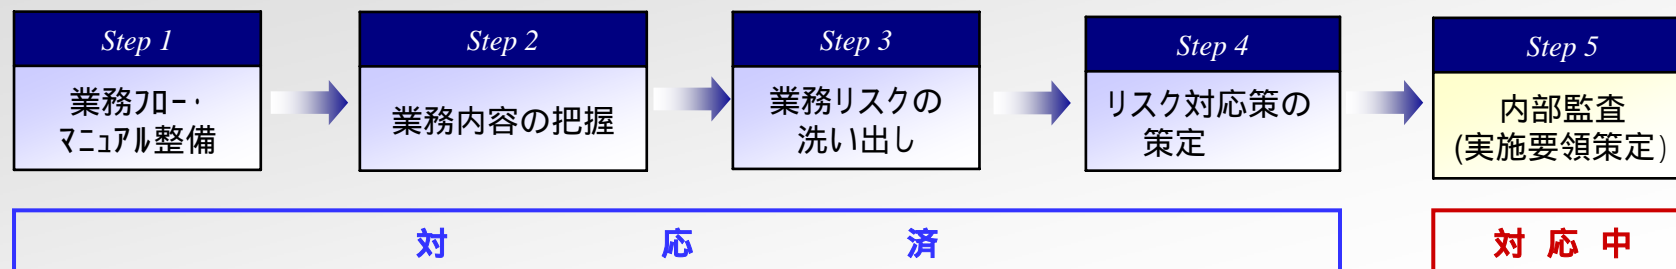 Step 1
業務ﾌﾛｰ・
ﾏﾆｭｱﾙ整備
Step 2
業務内容の把握
Step 3
業務リスクの
洗い出し
Step 4
リスク対応策の
策定
Step 5
内部監査
(実施要領策定)
対応済
対応中